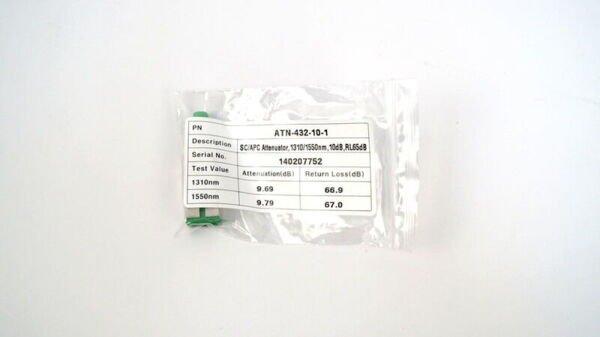 PN ATN-432-10-1
Description SC/APC Attenuator,1310/1550nm,10dB,RL65dB
Serial No. 140207752
Test Value Attenuation(dB) Return Loss(dB)
1310nm 9.69 66.9
1550nm 9.79 67.0